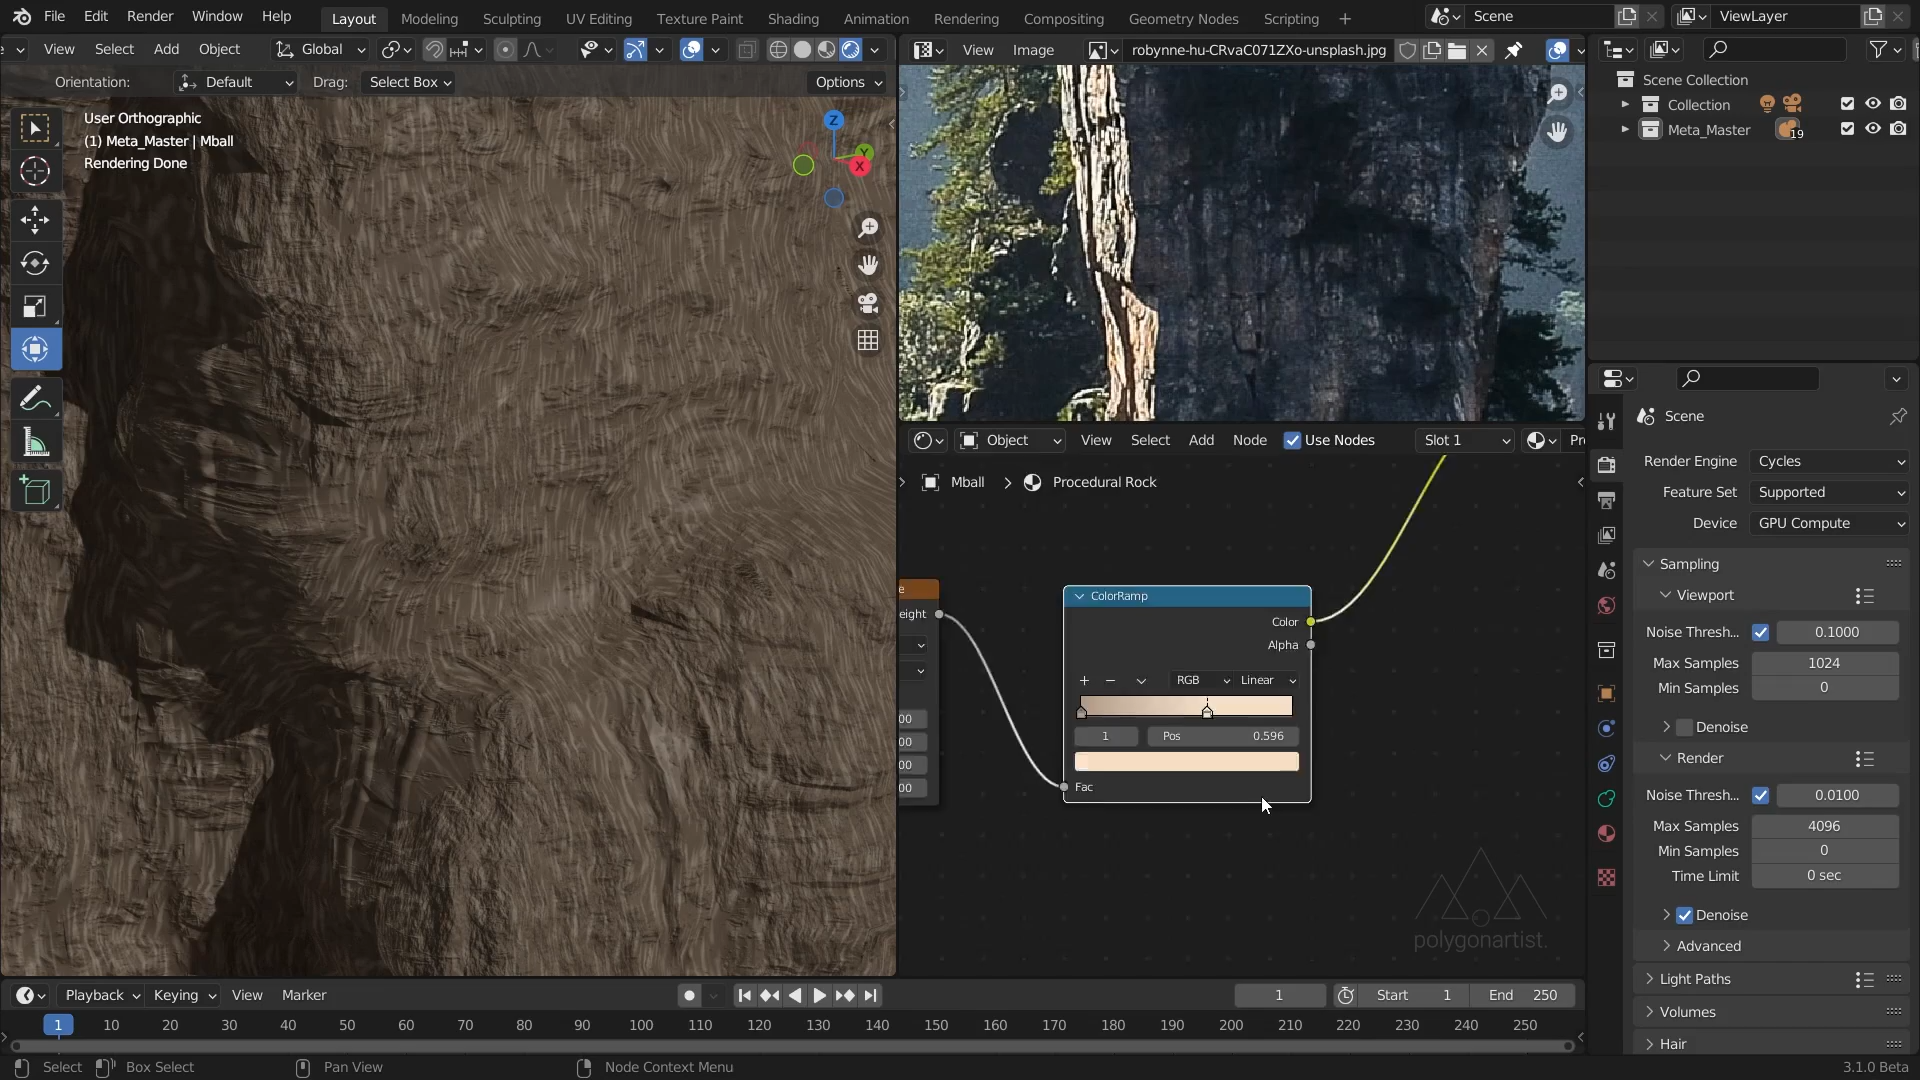 File Edit Render Window Help Layout Modeling Sculpting UV Editing Texture Paint Shading Animation Rendering Compositing Geometry Nodes Scripting + Scene ViewLayer
View Select Add Object Global
Orientation: Default Drag: Select Box Options
User Orthographic
(1) Meta_Master | Mball
Rendering Done
Z
Y
X
View Image robynne-hu-CRvaC071ZXo-unsplash.jpg
Object View Select Add Node Use Nodes Slot 1 Pr
Mball > Procedural Rock
e
eight
00
00
00
00
ColorRamp
Color
Alpha
+ − RGB Linear
1 Pos 0.596
Fac
polygonartist.
Scene Collection
Collection
Meta_Master 19
Scene
Render Engine Cycles
Feature Set Supported
Device GPU Compute
Sampling
Viewport
Noise Thresh... 0.1000
Max Samples 1024
Min Samples 0
Denoise
Render
Noise Thresh... 0.0100
Max Samples 4096
Min Samples 0
Time Limit 0 sec
Denoise
Advanced
Light Paths
Volumes
Hair
Playback Keying View Marker 1 Start 1 End 250
1 10 20 30 40 50 60 70 80 90 100 110 120 130 140 150 160 170 180 190 200 210 220 230 240 250
Select Box Select Pan View Node Context Menu 3.1.0 Beta